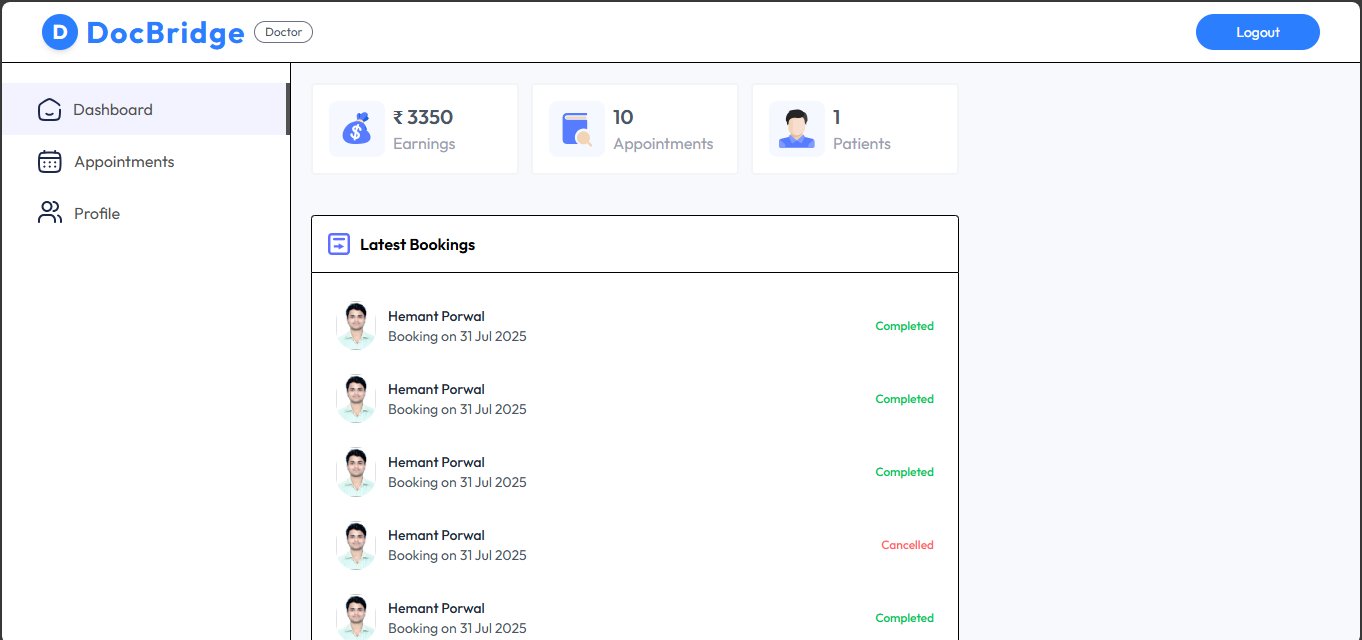 D DocBridge Doctor
Logout
Dashboard
Appointments
Profile
₹ 3350
Earnings
10
Appointments
1
Patients
Latest Bookings
Hemant Porwal
Booking on 31 Jul 2025
Completed
Hemant Porwal
Booking on 31 Jul 2025
Completed
Hemant Porwal
Booking on 31 Jul 2025
Completed
Hemant Porwal
Booking on 31 Jul 2025
Cancelled
Hemant Porwal
Booking on 31 Jul 2025
Completed